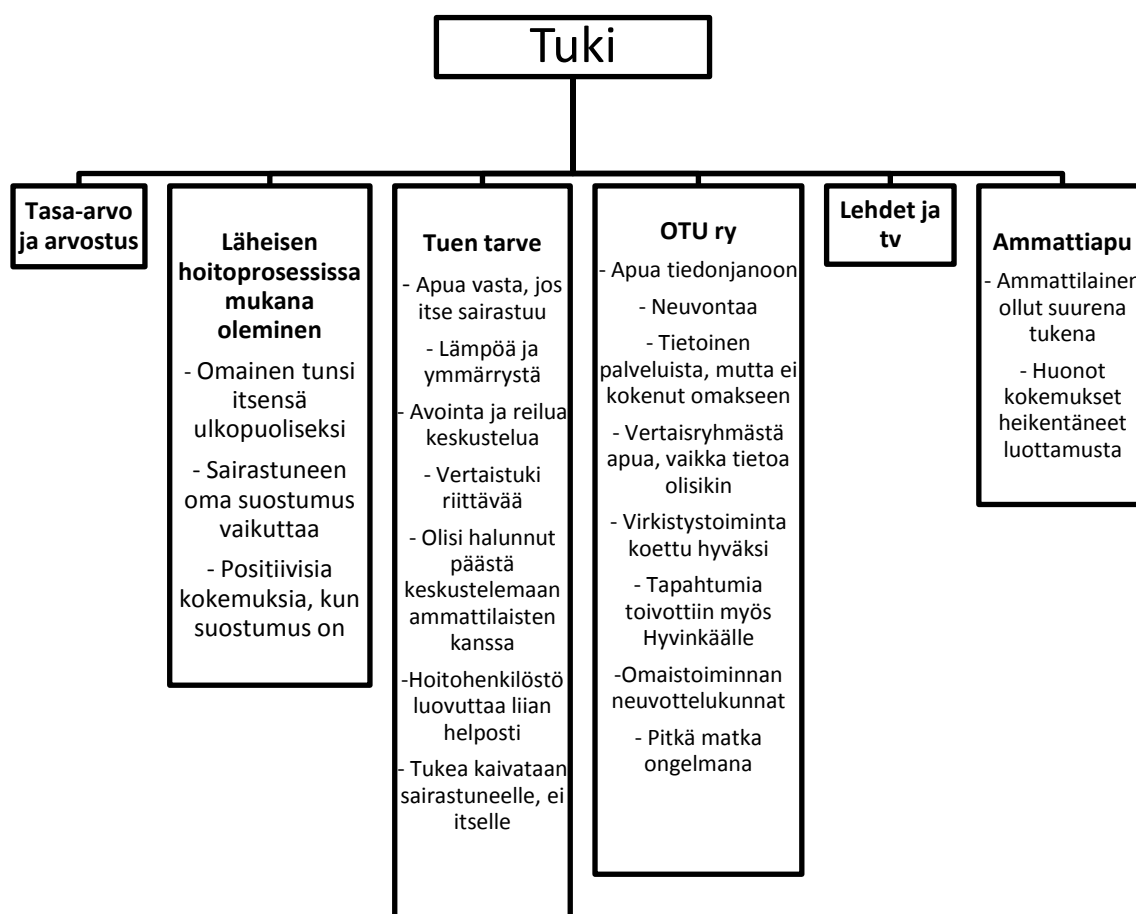 Tuki
Tasa-arvo
ja arvostus
Läheisen
hoitoprosessissa
mukana
oleminen
- Omainen tunsi
itsensä
ulkopuoliseksi
- Sairastuneen
oma suostumus
vaikuttaa
- Positiivisia
kokemuksia, kun
suostumus on
Tuen tarve
- Apua vasta, jos
itse sairastuu
- Lämpöä ja
ymmärrystä
- Avointa ja reilua
keskustelua
- Vertaistuki
riittävää
- Olisi halunnut
päästä
keskustelemaan
ammattilaisten
kanssa
-Hoitohenkilöstö
luovuttaa liian
helposti
- Tukea kaivataan
sairastuneelle, ei
itselle
OTU ry
- Apua tiedonjanoon
- Neuvontaa
- Tietoinen
palveluista, mutta ei
kokenut omakseen
- Vertaisryhmästä
apua, vaikka tietoa
olisikin
- Virkistystoiminta
koettu hyväksi
- Tapahtumia
toivottiin myös
Hyvinkäälle
-Omaistoiminnan
neuvottelukunnat
- Pitkä matka
ongelmana
Lehdet ja
tv
Ammattiapu
- Ammattilainen
ollut suurena
tukena
- Huonot
kokemukset
heikentäneet
luottamusta